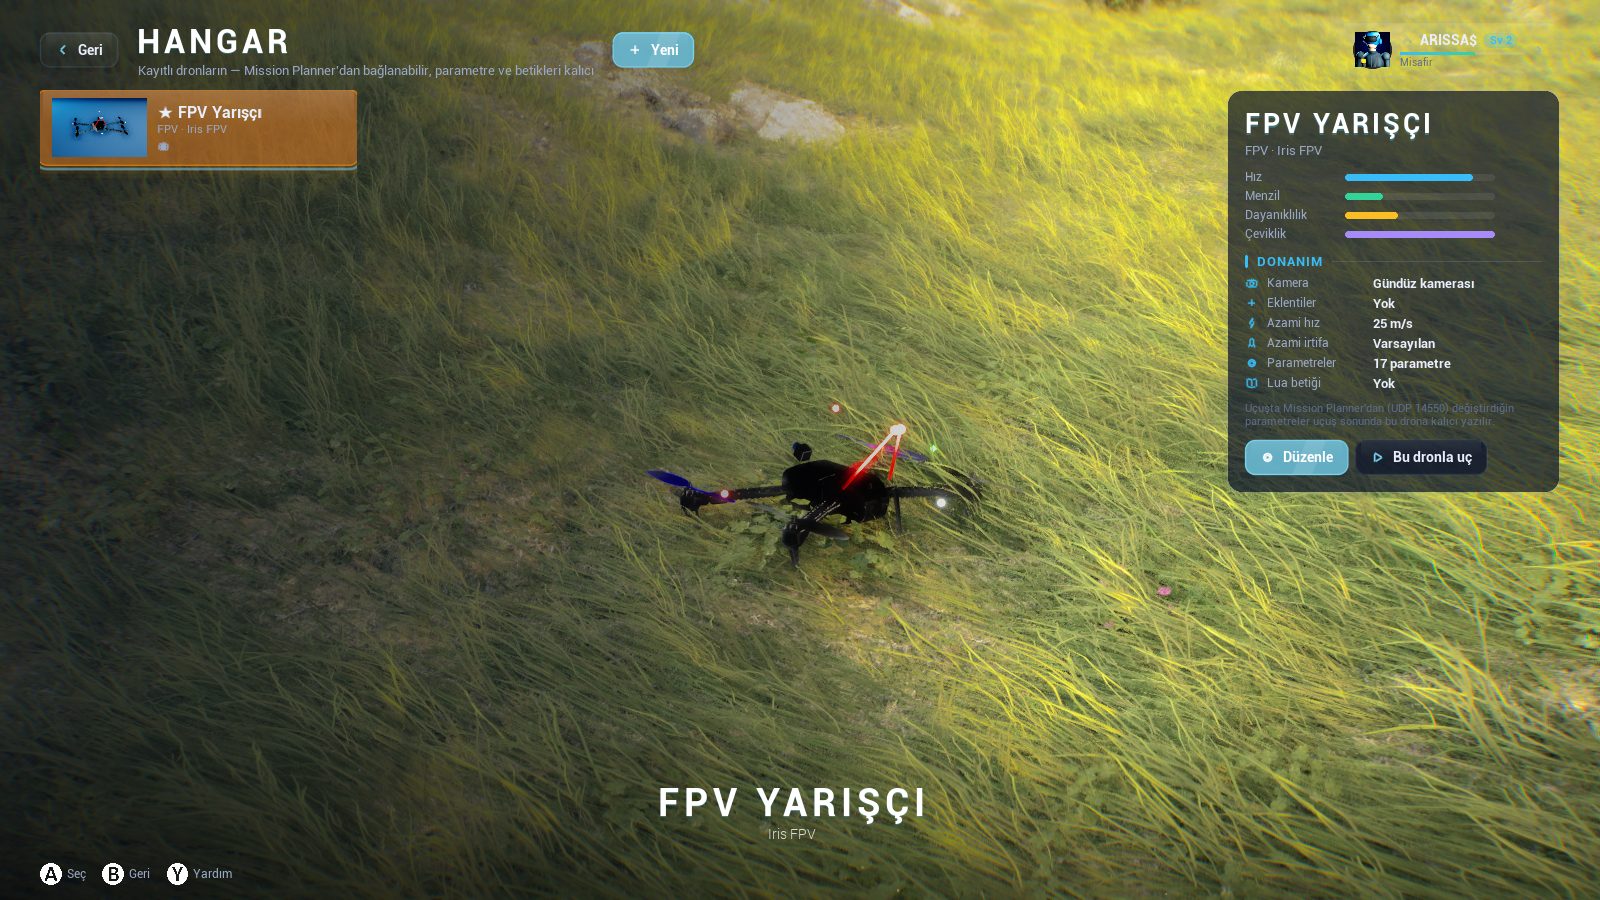 Geri
HANGAR
Kayıtlı dronların — Mission Planner'dan bağlanabilir, parametre ve betikleri kalıcı
+ Yeni
ARISSA$ Sv 2
Misafir
★ FPV Yarışçı
FPV · Iris FPV
FPV YARIŞÇI
FPV · Iris FPV
Hız
Menzil
Dayanıklılık
Çeviklik
DONANIM
Kamera Gündüz kamerası
Eklentiler Yok
Azami hız 25 m/s
Azami irtifa Varsayılan
Parametreler 17 parametre
Lua betiği Yok
Uçuşta Mission Planner'dan (UDP 14550) değiştirdiğin
parametreler uçuş sonunda bu drona kalıcı yazılır.
Düzenle
Bu dronla uç
FPV YARIŞÇI
Iris FPV
A Seç B Geri Y Yardım